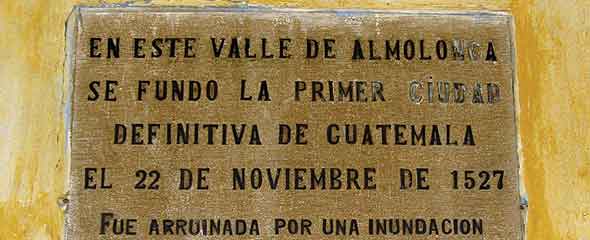 EN ESTE VALLE DE ALMOLONGA
SE FUNDO LA PRIMER CIUDAD
DEFINITIVA DE GUATEMALA
EL 22 DE NOVIEMBRE DE 1527
FUE ARRUINADA POR UNA INUNDACION